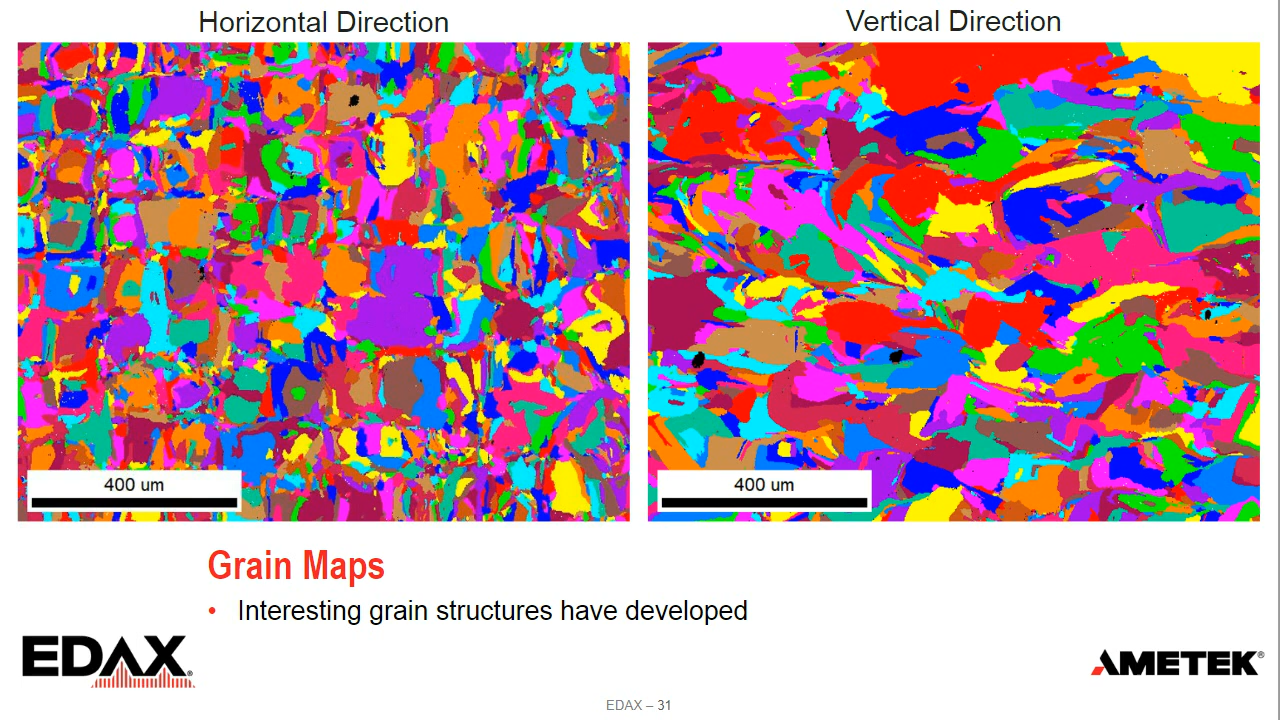 Horizontal Direction
Vertical Direction
400 um
400 um
Grain Maps
• Interesting grain structures have developed
EDAX®
AMETEK®
EDAX – 31